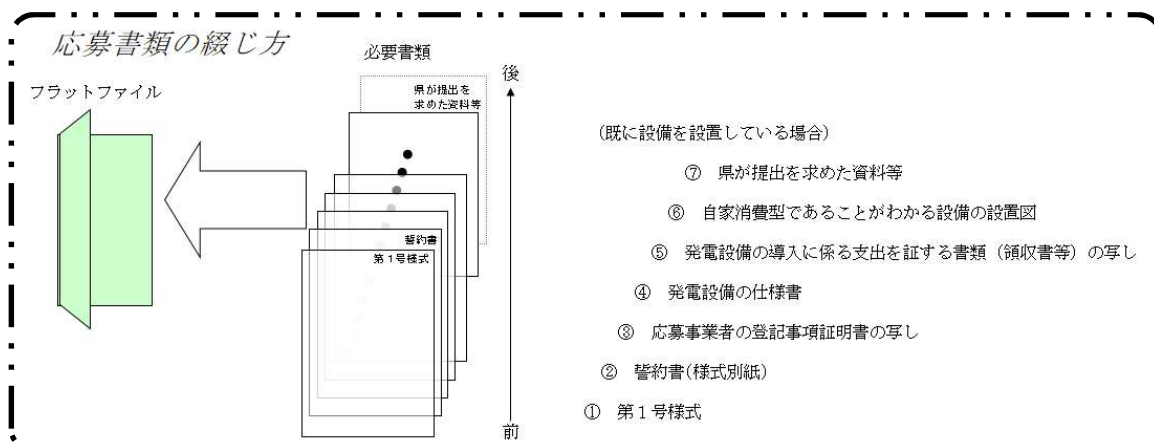 応募書類の綴じ方
必要書類
後
フラットファイル
県が提出を
求めた資料等
誓約書
第１号様式
前
（既に設備を設置している場合）
⑦　県が提出を求めた資料等
⑥　自家消費型であることがわかる設備の設置図
⑤　発電設備の導入に係る支出を証する書類（領収書等）の写し
④　発電設備の仕様書
③　応募事業者の登記事項証明書の写し
②　誓約書(様式別紙)
①　第１号様式